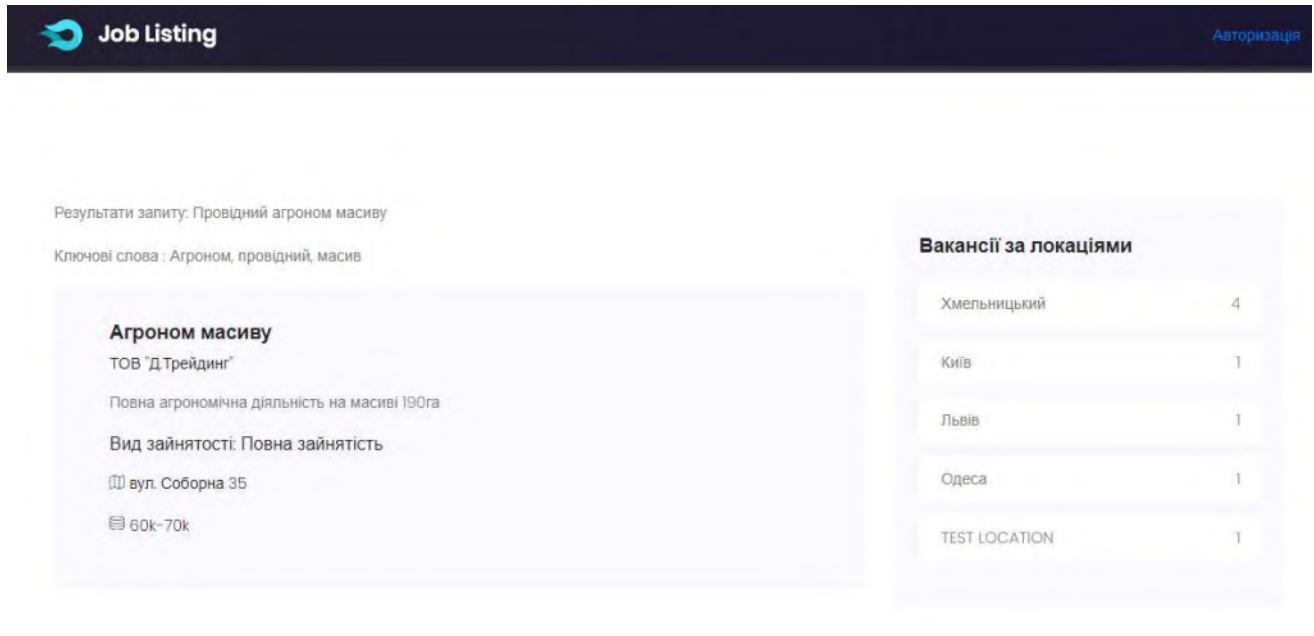 Job Listing
Авторизація
Результати запиту: Провідний агроном масиву
Ключові слова : Агроном, провідний, масив
Агроном масиву
ТОВ "Д.Трейдинг"
Повна агрономічна діяльність на масиві 190га
Вид зайнятості: Повна зайнятість
вул. Соборна 35
60k-70k
Вакансії за локаціями
Хмельницький 4
Київ 1
Львів 1
Одеса 1
TEST LOCATION 1